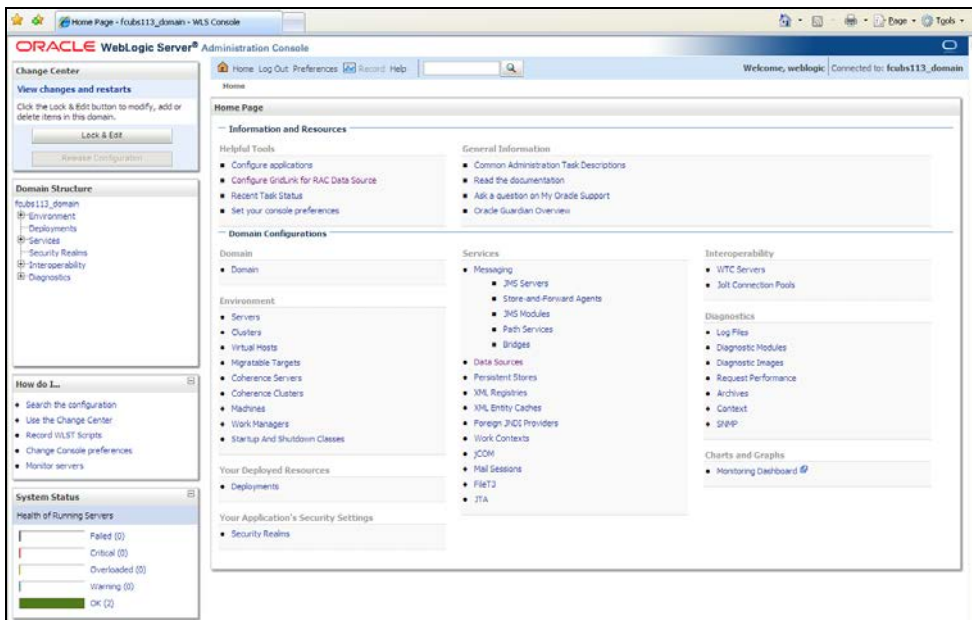 Home Page - fcubs113_domain - WLS Console
Page
Tools
ORACLE WebLogic Server® Administration Console
Change Center
View changes and restarts
Click the Lock & Edit button to modify, add or
delete items in this domain.
Lock & Edit
Release Configuration
Domain Structure
fcubs113_domain
Environment
Deployments
Services
Security Realms
Interoperability
Diagnostics
How do I...
Search the configuration
Use the Change Center
Record WLST Scripts
Change Console preferences
Monitor servers
System Status
Health of Running Servers
Failed (0)
Critical (0)
Overloaded (0)
Warning (0)
OK (2)
Home Log Out Preferences Record Help
Welcome, weblogic Connected to: fcubs113_domain
Home
Home Page
Information and Resources
Helpful Tools
Configure applications
Configure GridLink for RAC Data Source
Recent Task Status
Set your console preferences
General Information
Common Administration Task Descriptions
Read the documentation
Ask a question on My Oracle Support
Oracle Guardian Overview
Domain Configurations
Domain
Domain
Environment
Servers
Clusters
Virtual Hosts
Migratable Targets
Coherence Servers
Coherence Clusters
Machines
Work Managers
Startup And Shutdown Classes
Your Deployed Resources
Deployments
Your Application's Security Settings
Security Realms
Services
Messaging
JMS Servers
Store-and-Forward Agents
JMS Modules
Path Services
Bridges
Data Sources
Persistent Stores
XML Registries
XML Entity Caches
Foreign JNDI Providers
Work Contexts
jCOM
Mail Sessions
FileT3
JTA
Interoperability
WTC Servers
Jolt Connection Pools
Diagnostics
Log Files
Diagnostic Modules
Diagnostic Images
Request Performance
Archives
Context
SNMP
Charts and Graphs
Monitoring Dashboard